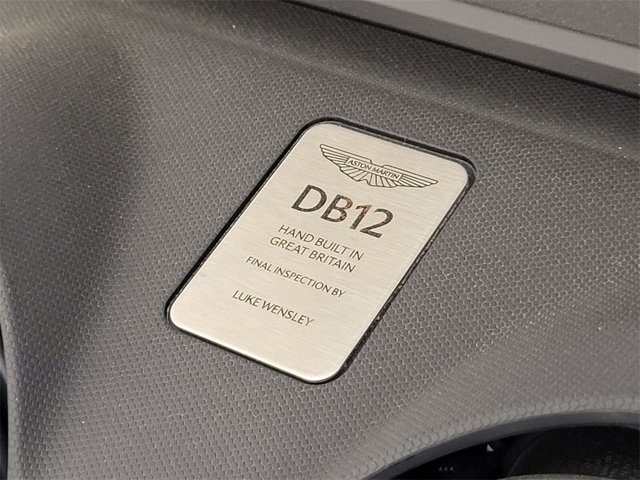 ASTON MARTIN
DB12
HAND BUILT IN
GREAT BRITAIN
FINAL INSPECTION BY
LUKE WENSLEY